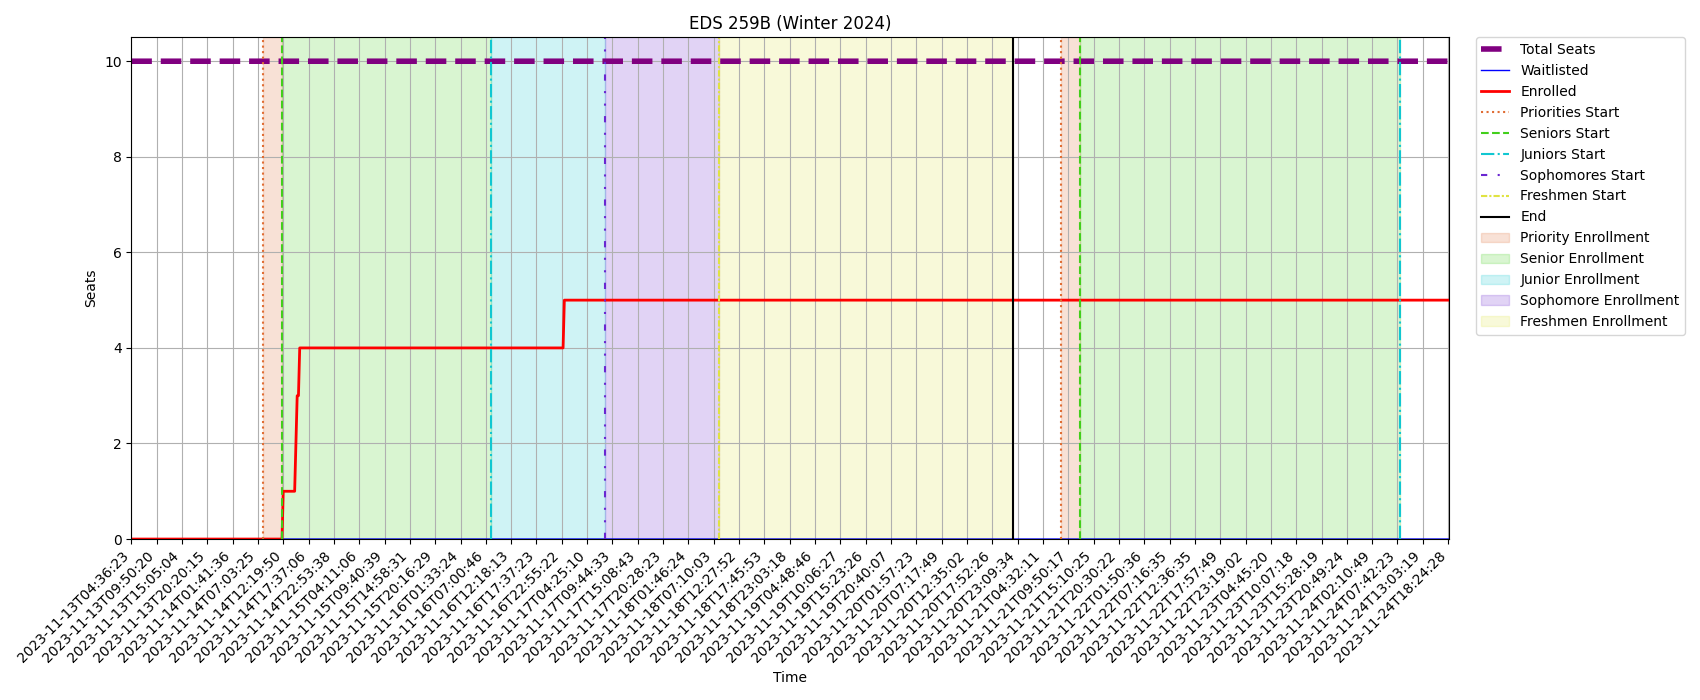 EDS 259B (Winter 2024)
Total Seats
Waitlisted
Enrolled
Priorities Start
Seniors Start
Juniors Start
Sophomores Start
Freshmen Start
End
Priority Enrollment
Senior Enrollment
Junior Enrollment
Sophomore Enrollment
Freshmen Enrollment
Seats
10
8
6
4
2
0
2023-11-13T04:36:23
2023-11-13T09:50:20
2023-11-13T15:05:04
2023-11-13T20:20:15
2023-11-14T01:41:36
2023-11-14T07:03:25
2023-11-14T12:19:50
2023-11-14T17:37:06
2023-11-14T22:53:38
2023-11-15T04:11:06
2023-11-15T09:40:39
2023-11-15T14:58:31
2023-11-15T20:16:29
2023-11-16T01:33:24
2023-11-16T07:00:46
2023-11-16T12:18:13
2023-11-16T17:37:23
2023-11-16T22:55:22
2023-11-17T04:25:10
2023-11-17T09:44:33
2023-11-17T15:08:43
2023-11-17T20:28:23
2023-11-18T01:46:24
2023-11-18T07:10:03
2023-11-18T12:27:52
2023-11-18T17:45:53
2023-11-18T23:03:18
2023-11-19T04:48:46
2023-11-19T10:06:27
2023-11-19T15:23:26
2023-11-19T20:40:07
2023-11-20T01:57:23
2023-11-20T07:17:49
2023-11-20T12:35:02
2023-11-20T17:52:26
2023-11-20T23:09:34
2023-11-21T04:32:11
2023-11-21T09:50:17
2023-11-21T15:10:25
2023-11-21T20:30:22
2023-11-22T01:50:36
2023-11-22T07:16:35
2023-11-22T12:36:35
2023-11-22T17:57:49
2023-11-22T23:19:02
2023-11-23T04:45:20
2023-11-23T10:07:18
2023-11-23T15:28:19
2023-11-23T20:49:24
2023-11-24T02:10:49
2023-11-24T07:42:23
2023-11-24T13:03:19
2023-11-24T18:24:28
Time